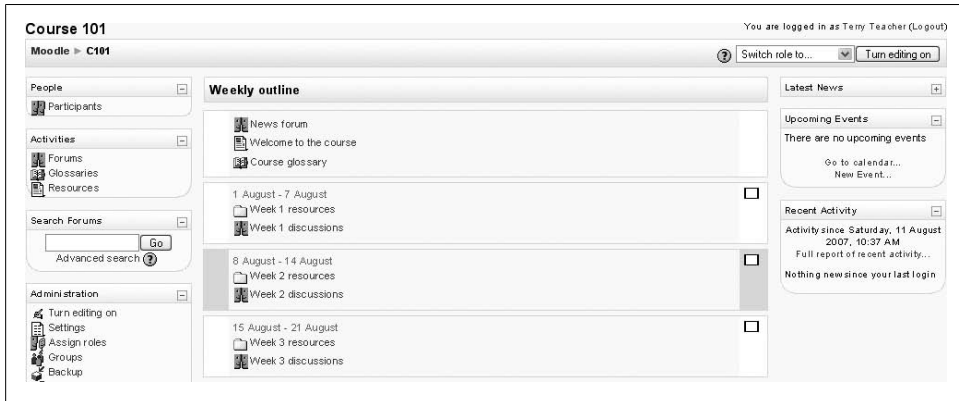 Course 101
You are logged in as Terry Teacher (Logout)
Moodle ► C101
Switch role to...
Turn editing on
People
Participants
Activities
Forums
Glossaries
Resources
Search Forums
Go
Advanced search
Administration
Turn editing on
Settings
Assign roles
Groups
Backup
Weekly outline
News forum
Welcome to the course
Course glossary
1 August - 7 August
Week 1 resources
Week 1 discussions
8 August - 14 August
Week 2 resources
Week 2 discussions
15 August - 21 August
Week 3 resources
Week 3 discussions
Latest News
Upcoming Events
There are no upcoming events
Go to calendar...
New Event...
Recent Activity
Activity since Saturday, 11 August
2007, 10:37 AM
Full report of recent activity...
Nothing new since your last login